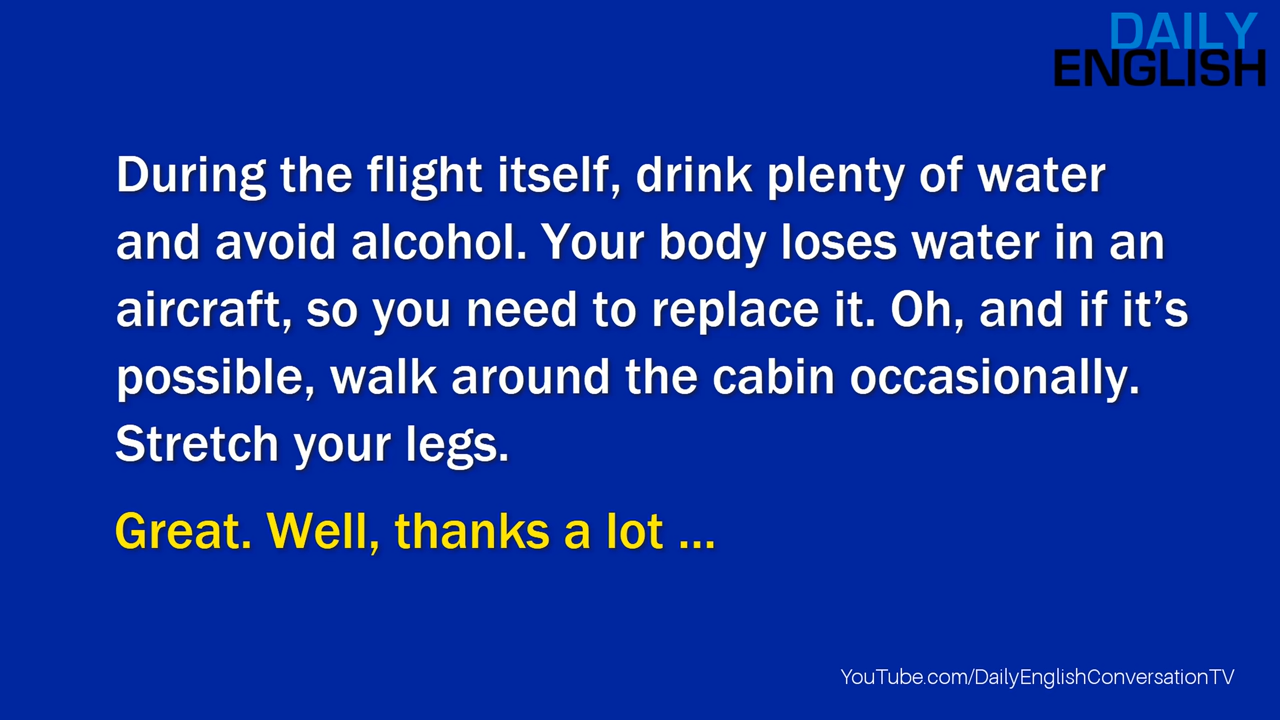 DAILY
ENGLISH
During the flight itself, drink plenty of water
and avoid alcohol. Your body loses water in an
aircraft, so you need to replace it. Oh, and if it’s
possible, walk around the cabin occasionally.
Stretch your legs.
Great. Well, thanks a lot ...
YouTube.com/DailyEnglishConversationTV